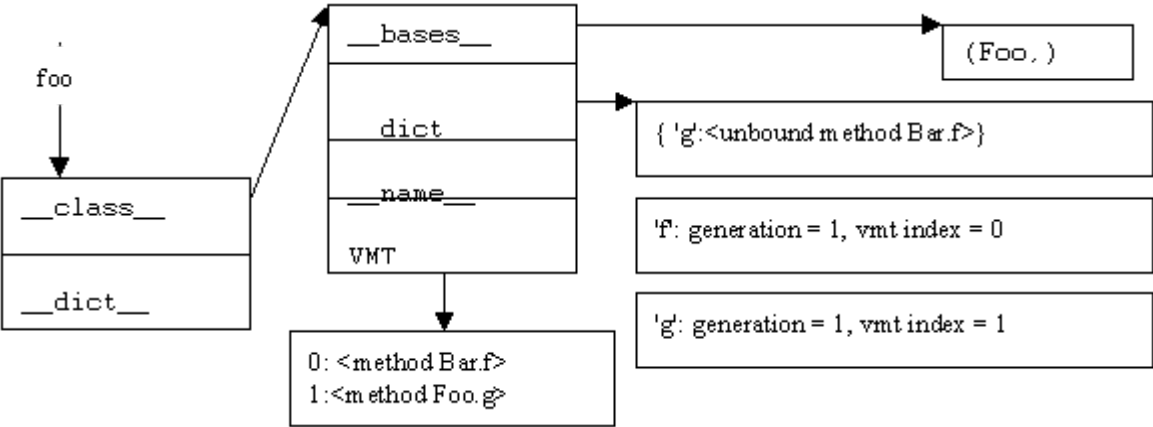 foo
__class__
__dict__
__bases__
__dict
__name__
VMT
(Foo,)
{ 'g':<unbound method Bar.f>}
'f': generation = 1, vmt index = 0
'g': generation = 1, vmt index = 1
0: <method Bar.f>
1:<method Foo.g>